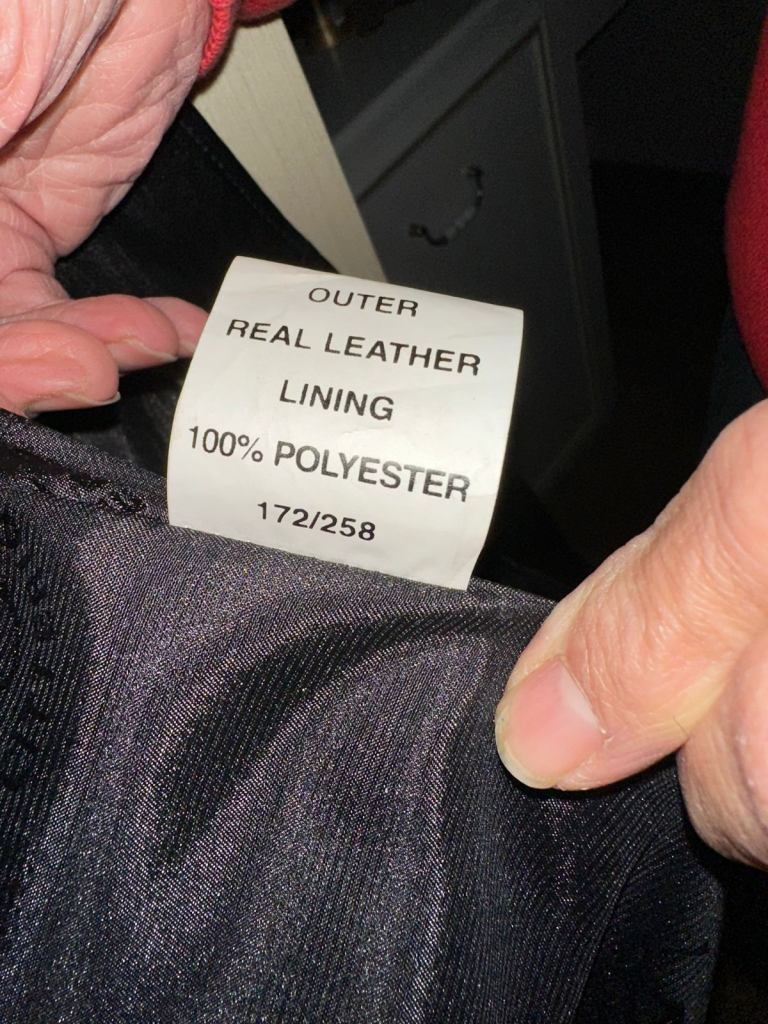 OUTER
REAL LEATHER
LINING
100% POLYESTER
172/258